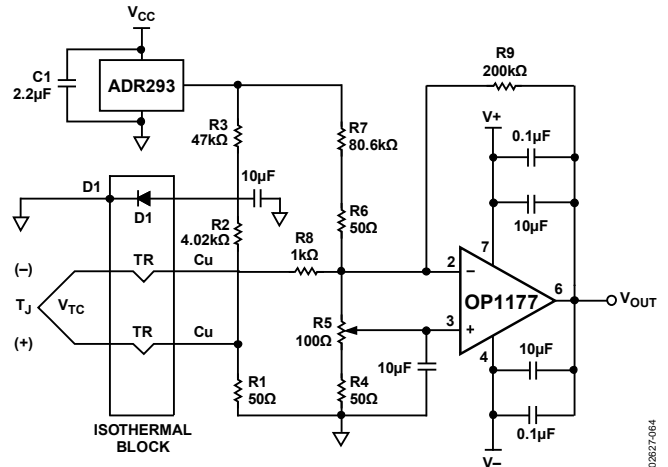 VCC
C1
2.2µF
ADR293
R9
200kΩ
R3
47kΩ
R7
80.6kΩ
V+
0.1µF
10µF
D1
D1
10µF
R2
4.02kΩ
R6
50Ω
R8
1kΩ
(–)
TR
Cu
TJ
VTC
(+)
TR
Cu
R5
100Ω
10µF
2
–
7
OP1177
6
VOUT
3
+
4
10µF
0.1µF
R1
50Ω
R4
50Ω
ISOTHERMAL
BLOCK
V–
02627-064